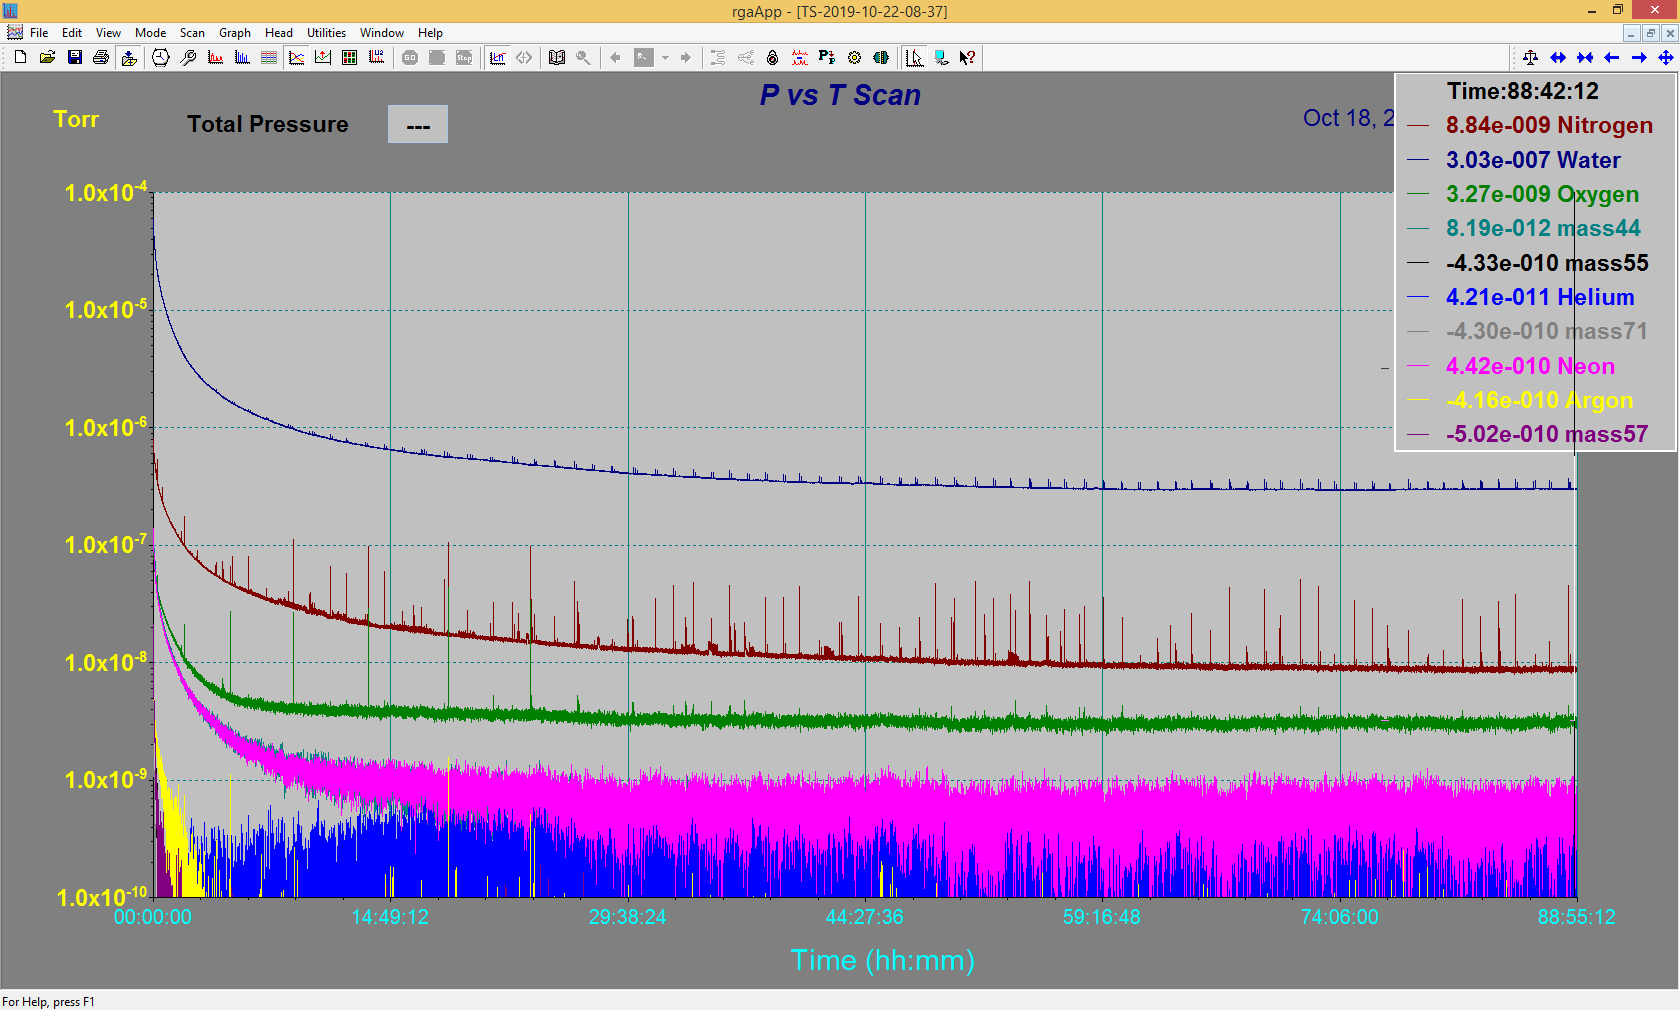 rgaApp - [TS-2019-10-22-08-37]
File Edit View Mode Scan Graph Head Utilities Window Help
GO Stop
P vs T Scan
Torr
Total Pressure
---
Oct 18, 2
Time:88:42:12
8.84e-009 Nitrogen
3.03e-007 Water
3.27e-009 Oxygen
8.19e-012 mass44
-4.33e-010 mass55
4.21e-011 Helium
-4.30e-010 mass71
4.42e-010 Neon
-4.16e-010 Argon
-5.02e-010 mass57
1.0x10-4
1.0x10-5
1.0x10-6
1.0x10-7
1.0x10-8
1.0x10-9
1.0x10-10
00:00:00 14:49:12 29:38:24 44:27:36 59:16:48 74:06:00 88:55:12
Time (hh:mm)
For Help, press F1